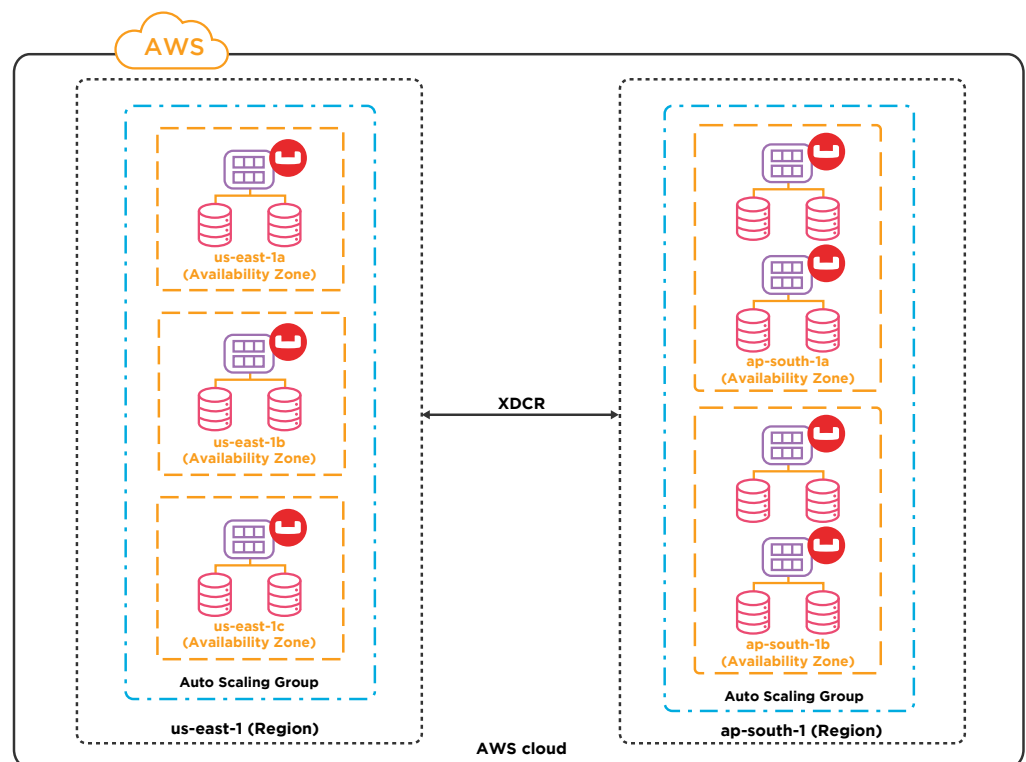 AWS
us-east-1a
(Availability Zone)
us-east-1b
(Availability Zone)
us-east-1c
(Availability Zone)
Auto Scaling Group
us-east-1 (Region)
XDCR
ap-south-1a
(Availability Zone)
ap-south-1b
(Availability Zone)
Auto Scaling Group
ap-south-1 (Region)
AWS cloud